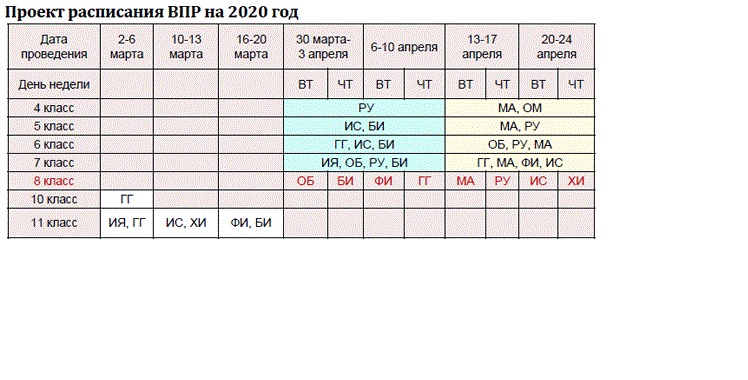 Проект расписания ВПР на 2020 год
Дата проведения 2-6 марта 10-13 марта 16-20 марта 30 марта- 3 апреля 6-10 апреля 13-17 апреля 20-24 апреля
День недели ВТ ЧТ ВТ ЧТ ВТ ЧТ ВТ ЧТ
4 класс РУ МА, ОМ
5 класс ИС, БИ МА, РУ
6 класс ГГ, ИС, БИ ОБ, РУ, МА
7 класс ИЯ, ОБ, РУ, БИ ГГ, МА, ФИ, ИС
8 класс ОБ БИ ФИ ГГ МА РУ ИС ХИ
10 класс ГГ
11 класс ИЯ, ГГ ИС, ХИ ФИ, БИ